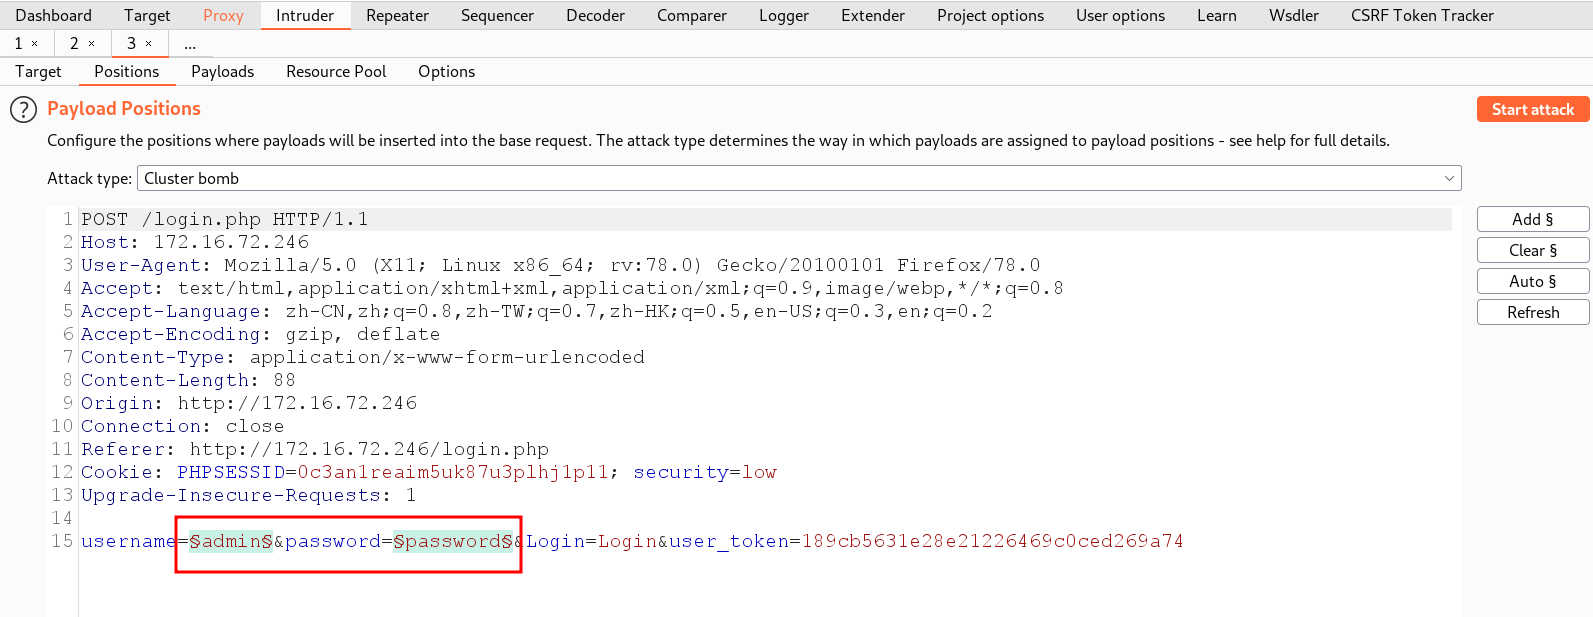 Dashboard Target Proxy Intruder Repeater Sequencer Decoder Comparer Logger Extender Project options User options Learn Wsdler CSRF Token Tracker
1 × 2 × 3 × ...
Target Positions Payloads Resource Pool Options
? Payload Positions
Start attack
Configure the positions where payloads will be inserted into the base request. The attack type determines the way in which payloads are assigned to payload positions - see help for full details.
Attack type: Cluster bomb
1 POST /login.php HTTP/1.1
2 Host: 172.16.72.246
3 User-Agent: Mozilla/5.0 (X11; Linux x86_64; rv:78.0) Gecko/20100101 Firefox/78.0
4 Accept: text/html,application/xhtml+xml,application/xml;q=0.9,image/webp,*/*;q=0.8
5 Accept-Language: zh-CN,zh;q=0.8,zh-TW;q=0.7,zh-HK;q=0.5,en-US;q=0.3,en;q=0.2
6 Accept-Encoding: gzip, deflate
7 Content-Type: application/x-www-form-urlencoded
8 Content-Length: 88
9 Origin: http://172.16.72.246
10 Connection: close
11 Referer: http://172.16.72.246/login.php
12 Cookie: PHPSESSID=0c3an1reaim5uk87u3plhj1p11; security=low
13 Upgrade-Insecure-Requests: 1
14
15 username=§admin§&password=§password§&Login=Login&user_token=189cb5631e28e21226469c0ced269a74
Add §
Clear §
Auto §
Refresh